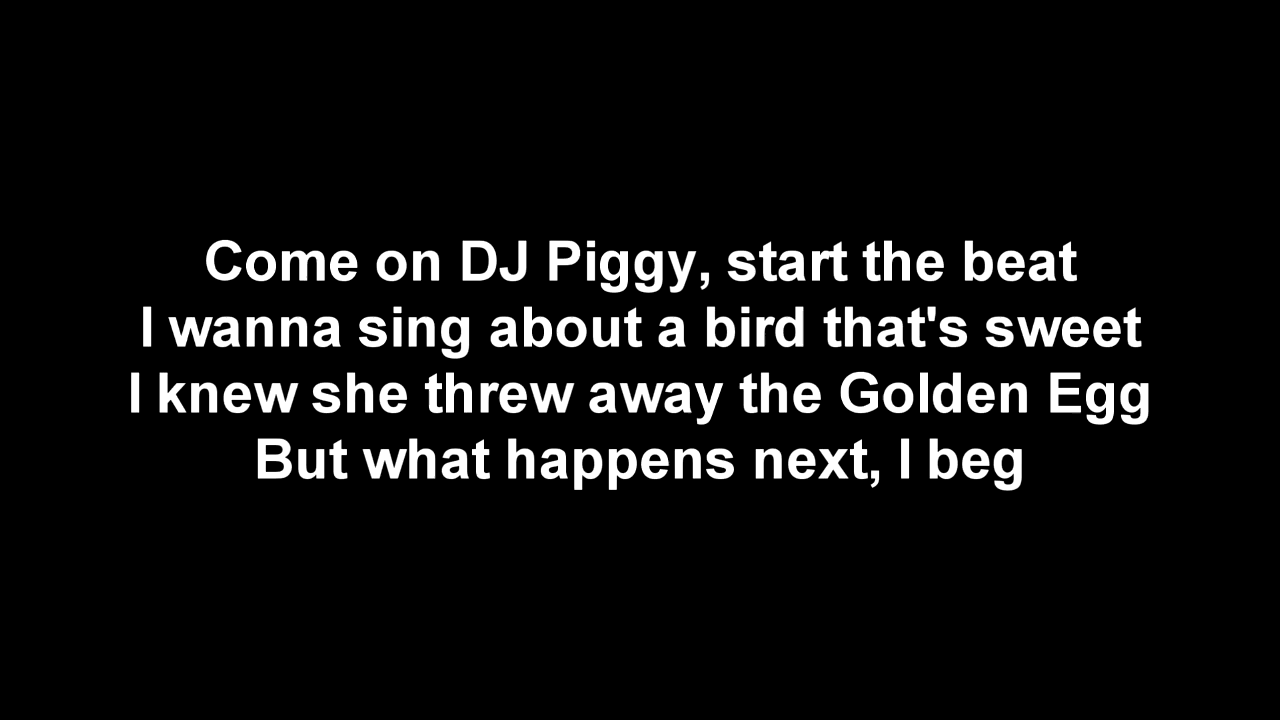 Come on DJ Piggy, start the beat
I wanna sing about a bird that's sweet
I knew she threw away the Golden Egg
But what happens next, I beg